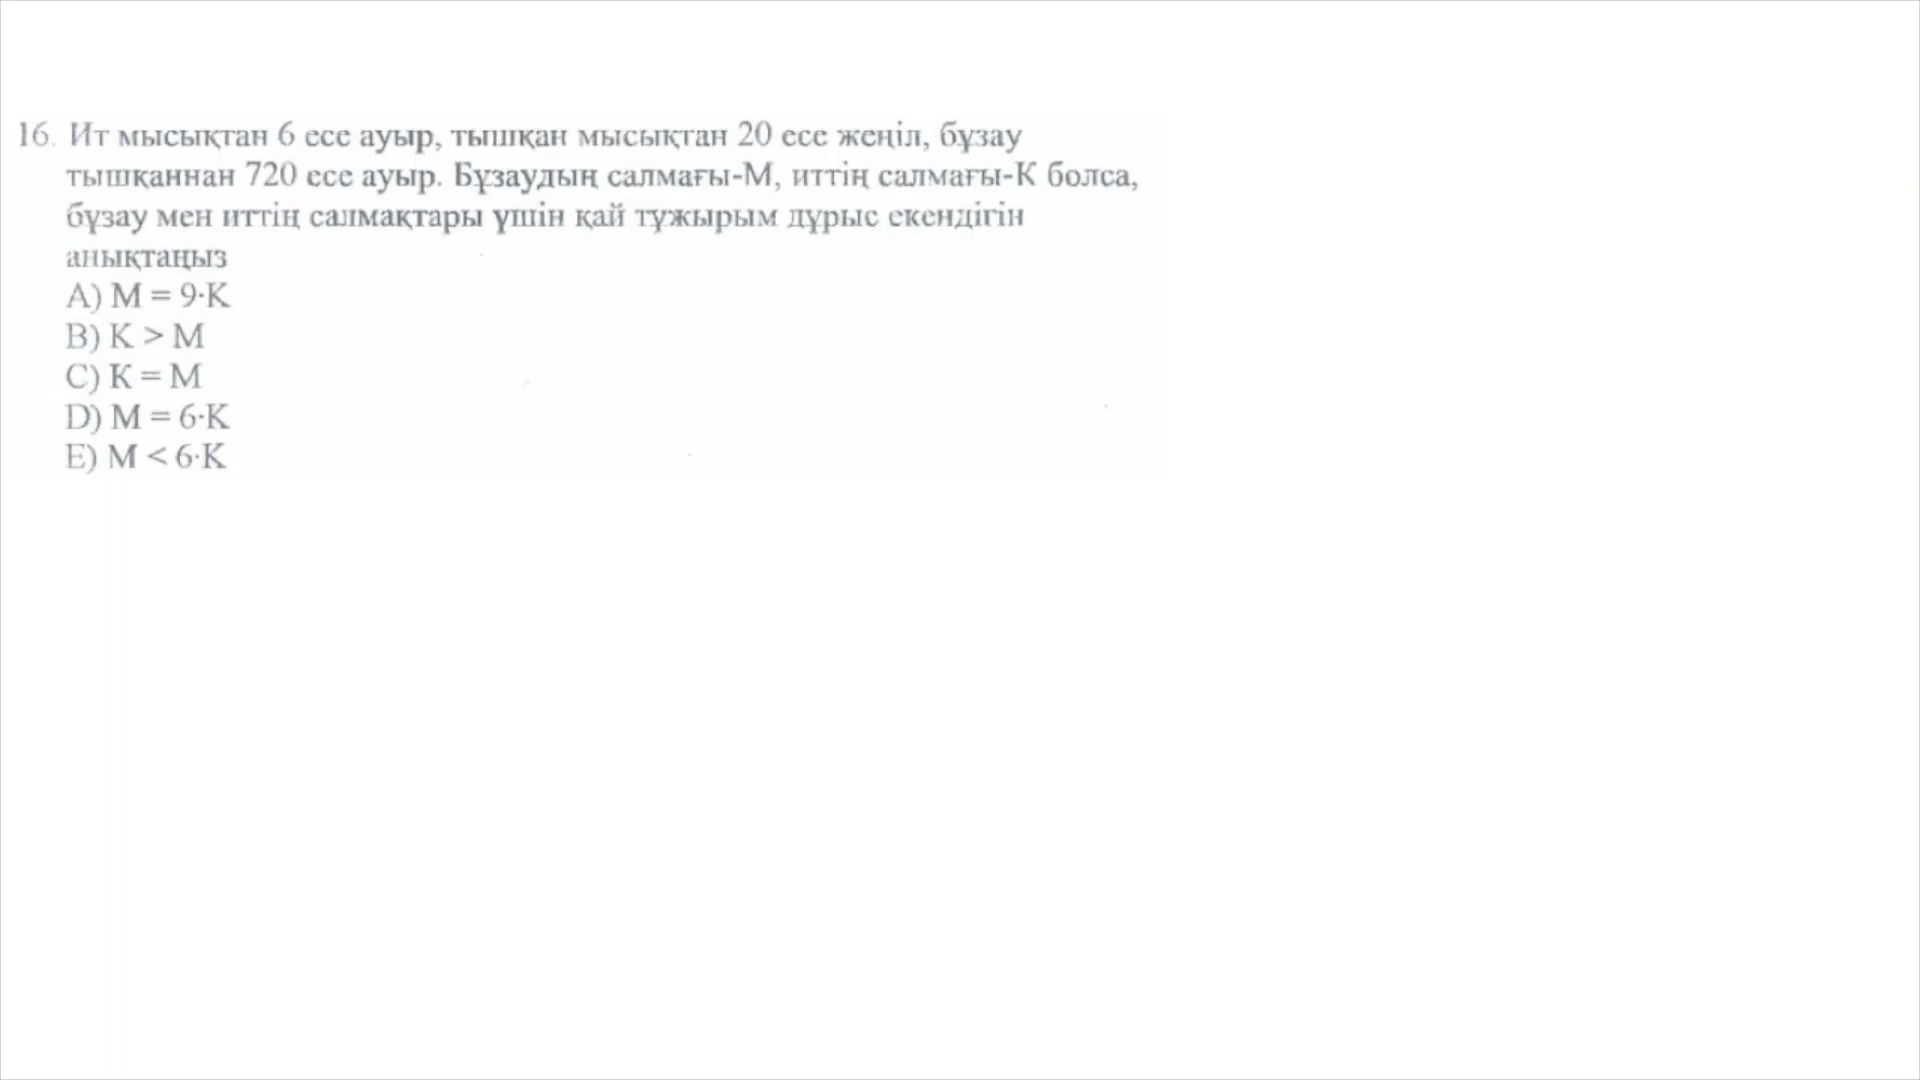 16. Ит мысықтан 6 есе ауыр, тышқан мысықтан 20 есе жеңіл, бұзау
тышқаннан 720 есе ауыр. Бұзаудың салмағы-М, иттің салмағы-К болса,
бұзау мен иттің салмақтары үшін қай тұжырым дұрыс екендігін
анықтаңыз
A) M = 9·K
B) K > M
C) K = M
D) M = 6·K
E) M < 6·K